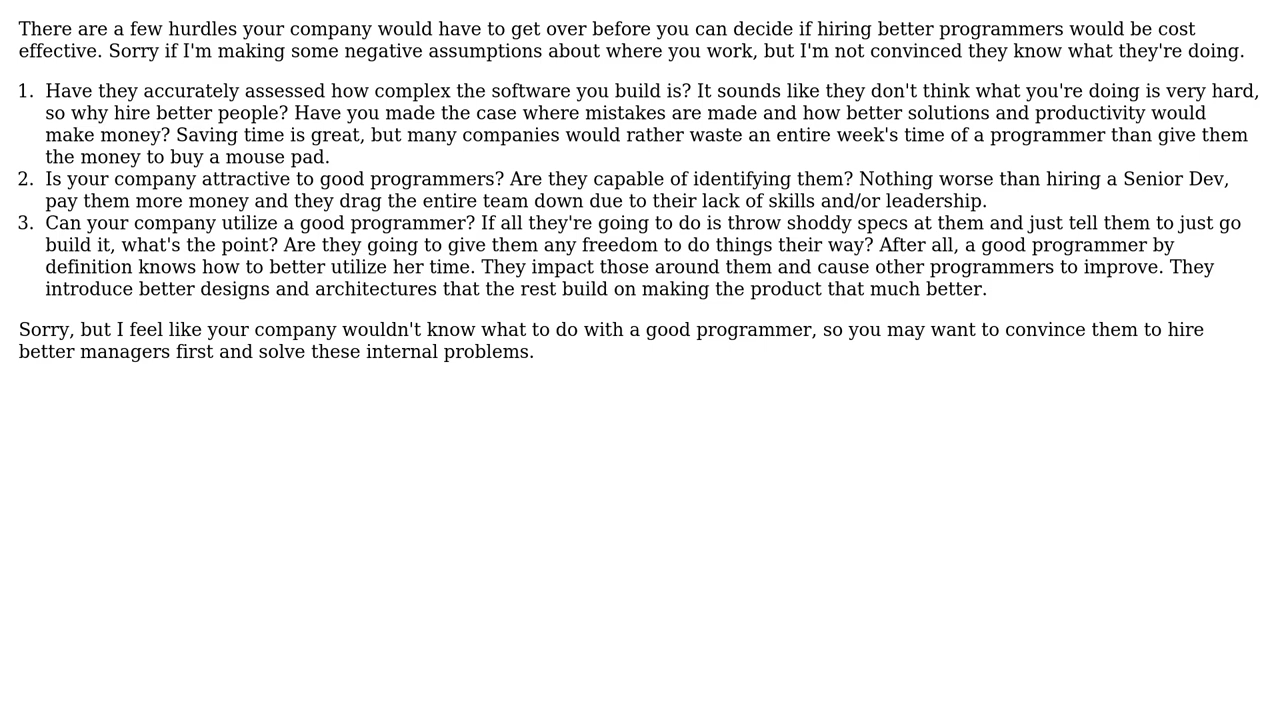 There are a few hurdles your company would have to get over before you can decide if hiring better programmers would be cost
effective. Sorry if I'm making some negative assumptions about where you work, but I'm not convinced they know what they're doing.
1. Have they accurately assessed how complex the software you build is? It sounds like they don't think what you're doing is very hard,
so why hire better people? Have you made the case where mistakes are made and how better solutions and productivity would
make money? Saving time is great, but many companies would rather waste an entire week's time of a programmer than give them
the money to buy a mouse pad.
2. Is your company attractive to good programmers? Are they capable of identifying them? Nothing worse than hiring a Senior Dev,
pay them more money and they drag the entire team down due to their lack of skills and/or leadership.
3. Can your company utilize a good programmer? If all they're going to do is throw shoddy specs at them and just tell them to just go
build it, what's the point? Are they going to give them any freedom to do things their way? After all, a good programmer by
definition knows how to better utilize her time. They impact those around them and cause other programmers to improve. They
introduce better designs and architectures that the rest build on making the product that much better.
Sorry, but I feel like your company wouldn't know what to do with a good programmer, so you may want to convince them to hire
better managers first and solve these internal problems.